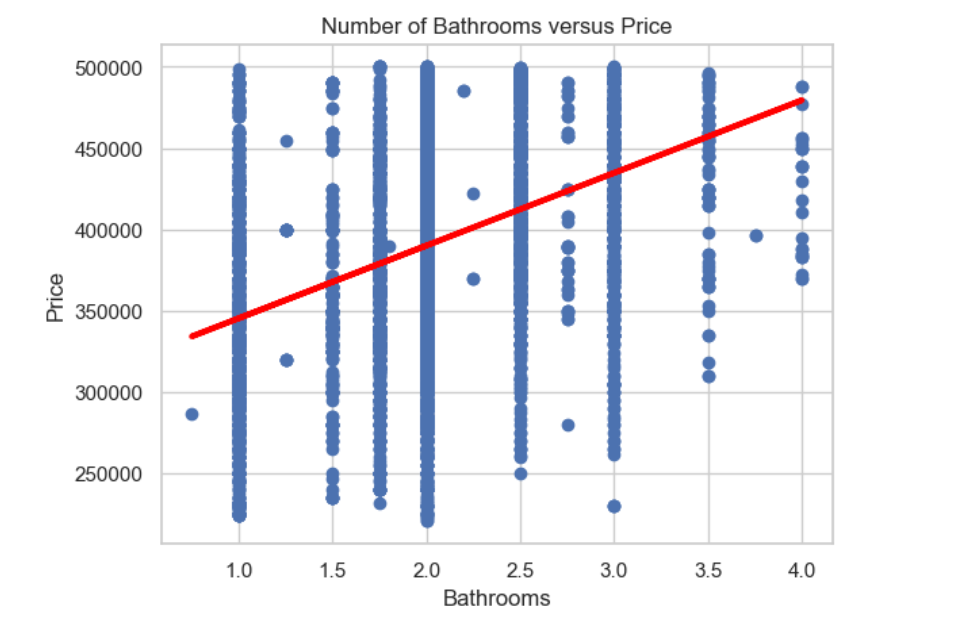 Number of Bathrooms versus Price
500000
450000
400000
350000
300000
250000
Price
1.0 1.5 2.0 2.5 3.0 3.5 4.0
Bathrooms